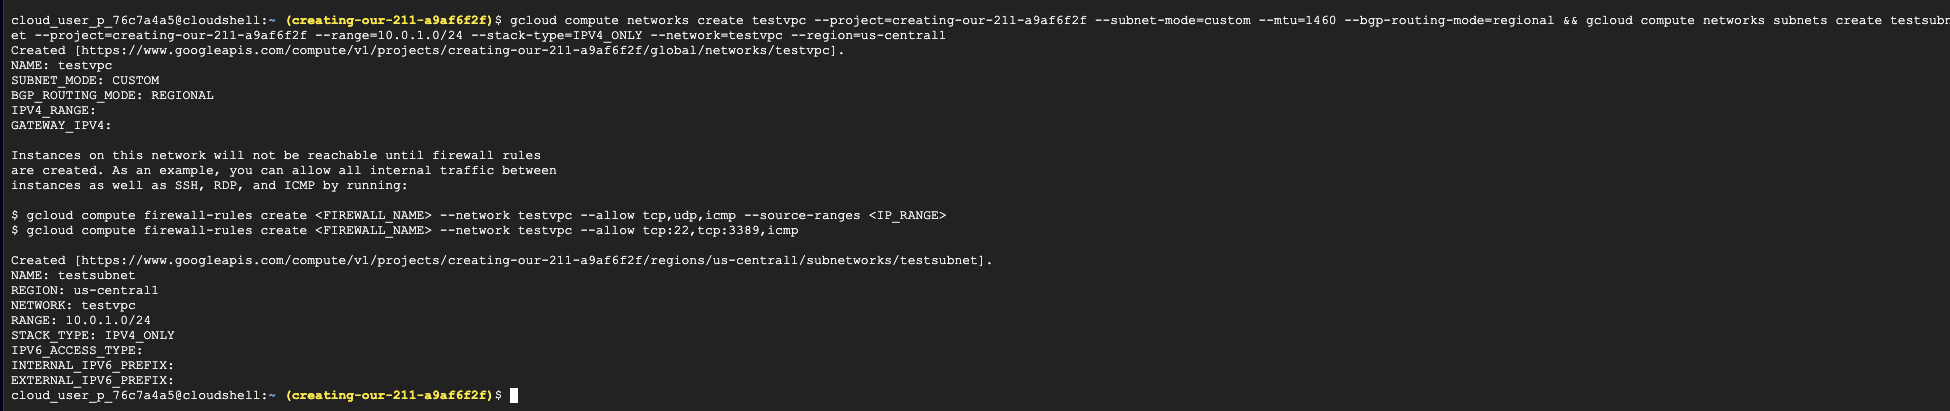 cloud_user_p_76c7a4a5@cloudshell:~ (creating-our-211-a9af6f2f)$ gcloud compute networks create testvpc --project=creating-our-211-a9af6f2f --subnet-mode=custom --mtu=1460 --bgp-routing-mode=regional && gcloud compute networks subnets create testsubn
et --project=creating-our-211-a9af6f2f --range=10.0.1.0/24 --stack-type=IPV4_ONLY --network=testvpc --region=us-central1
Created [https://www.googleapis.com/compute/v1/projects/creating-our-211-a9af6f2f/global/networks/testvpc].
NAME: testvpc
SUBNET_MODE: CUSTOM
BGP_ROUTING_MODE: REGIONAL
IPV4_RANGE:
GATEWAY_IPV4:
Instances on this network will not be reachable until firewall rules
are created. As an example, you can allow all internal traffic between
instances as well as SSH, RDP, and ICMP by running:
$ gcloud compute firewall-rules create <FIREWALL_NAME> --network testvpc --allow tcp,udp,icmp --source-ranges <IP_RANGE>
$ gcloud compute firewall-rules create <FIREWALL_NAME> --network testvpc --allow tcp:22,tcp:3389,icmp
Created [https://www.googleapis.com/compute/v1/projects/creating-our-211-a9af6f2f/regions/us-central1/subnetworks/testsubnet].
NAME: testsubnet
REGION: us-central1
NETWORK: testvpc
RANGE: 10.0.1.0/24
STACK_TYPE: IPV4_ONLY
IPV6_ACCESS_TYPE:
INTERNAL_IPV6_PREFIX:
EXTERNAL_IPV6_PREFIX:
cloud_user_p_76c7a4a5@cloudshell:~ (creating-our-211-a9af6f2f)$